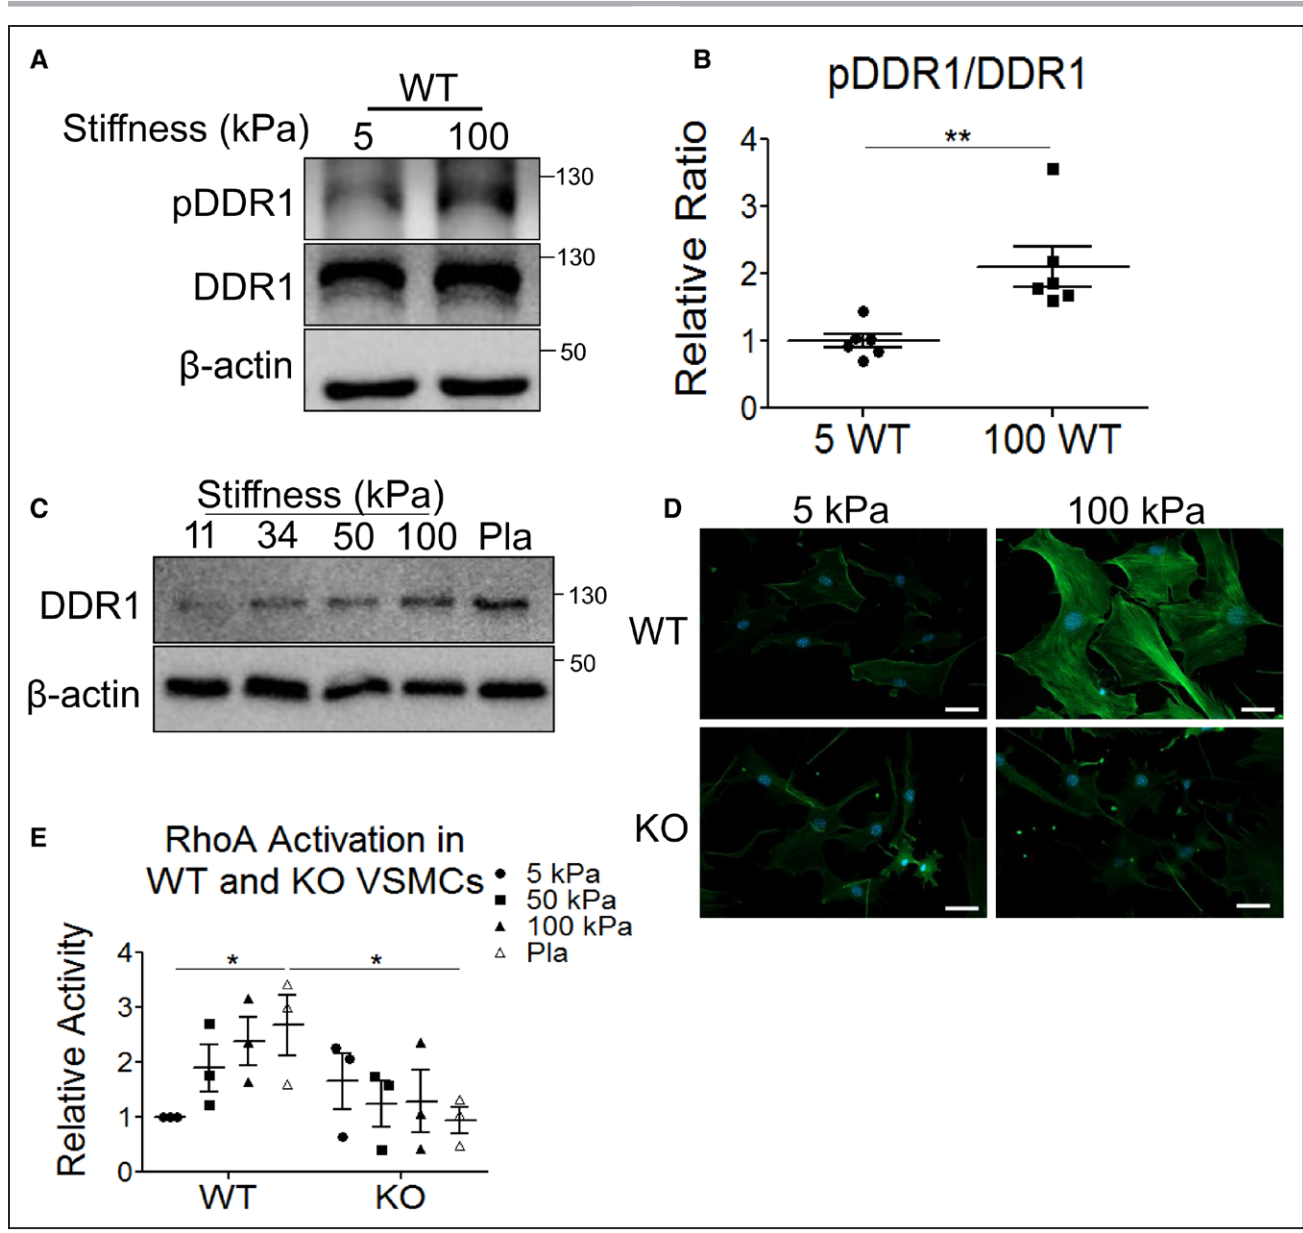 A
WT
Stiffness (kPa) 5 100
pDDR1
130
DDR1
130
β-actin
50
B
pDDR1/DDR1
Relative Ratio
4
3
2
1
0
**
5 WT 100 WT
C
Stiffness (kPa)
11 34 50 100 Pla
DDR1
130
β-actin
50
D
5 kPa 100 kPa
WT
KO
E
RhoA Activation in
WT and KO VSMCs
5 kPa
50 kPa
100 kPa
Pla
Relative Activity
4
3
2
1
0
* *
WT KO